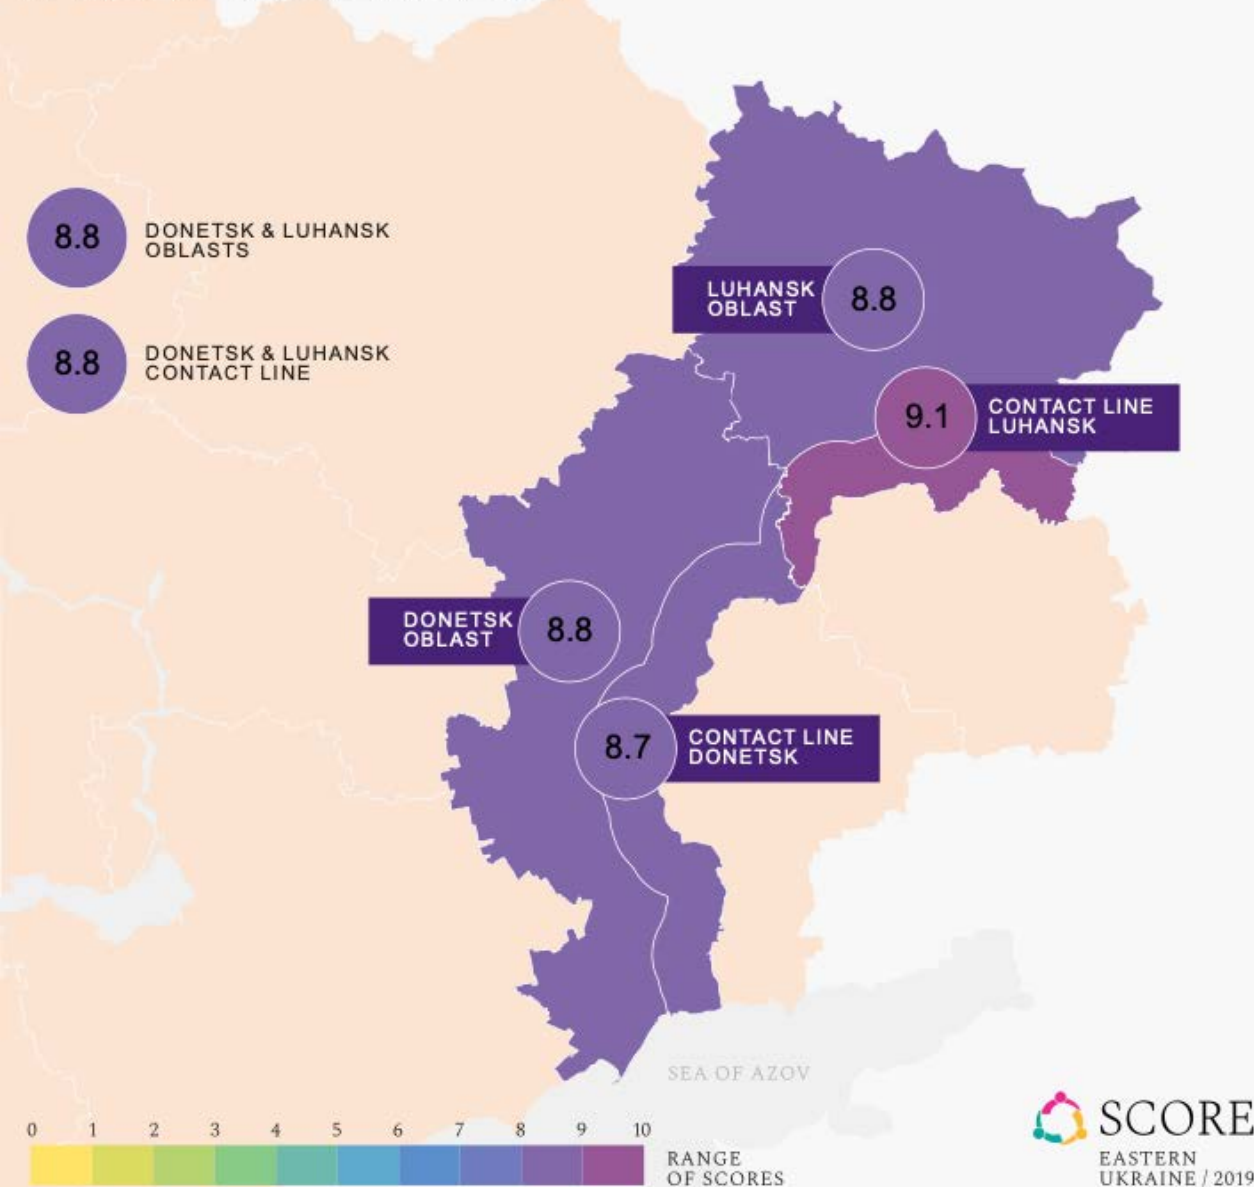 8.8
DONETSK & LUHANSK
OBLASTS
8.8
DONETSK & LUHANSK
CONTACT LINE
LUHANSK
OBLAST
8.8
9.1
CONTACT LINE
LUHANSK
DONETSK
OBLAST
8.8
8.7
CONTACT LINE
DONETSK
SEA OF AZOV
0 1 2 3 4 5 6 7 8 9 10
RANGE
OF SCORES
SCORE
EASTERN
UKRAINE / 2019